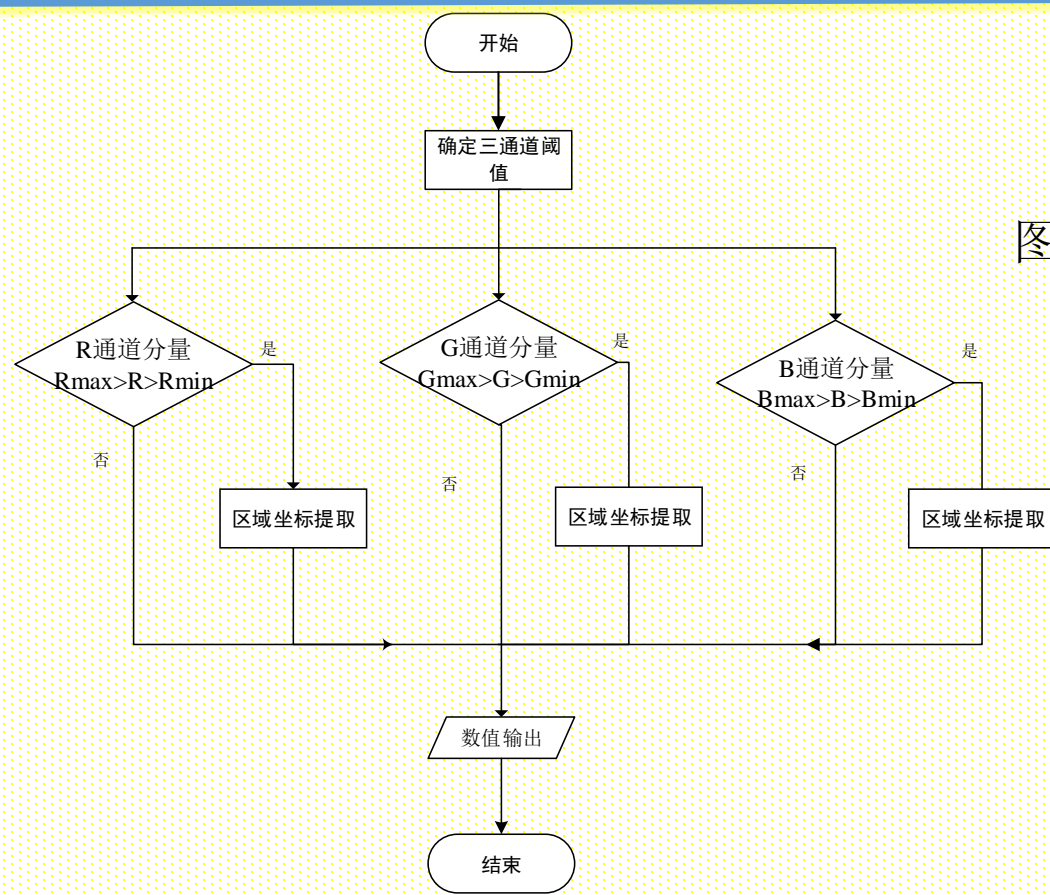 开始
确定三通道阈
值
图
R通道分量
Rmax>R>Rmin
是
否
G通道分量
Gmax>G>Gmin
是
否
B通道分量
Bmax>B>Bmin
是
否
区域坐标提取
区域坐标提取
区域坐标提取
数值输出
结束